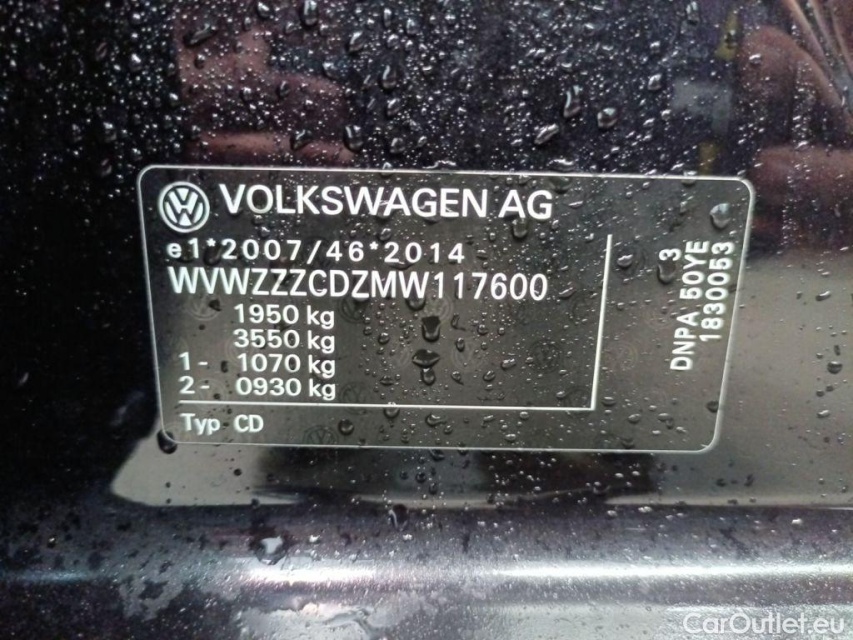 VOLKSWAGEN AG
e1*2007/46*2014
WVWZZZCDZMW117600
1950 kg
3550 kg
1- 1070 kg
2- 0930 kg
Typ CD
3
DNPA 50YE
1830053
CarOutlet.eu